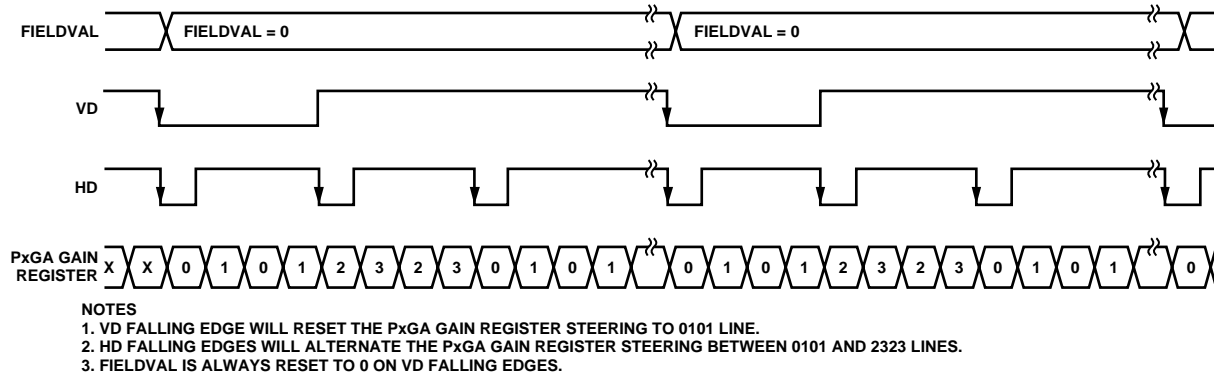 FIELDVAL FIELDVAL = 0 FIELDVAL = 0
VD
HD
PxGA GAIN
REGISTER X X 0 1 0 1 2 3 2 3 0 1 0 1 0 1 0 1 2 3 2 3 0 1 0 1 0
NOTES
1. VD FALLING EDGE WILL RESET THE PxGA GAIN REGISTER STEERING TO 0101 LINE.
2. HD FALLING EDGES WILL ALTERNATE THE PxGA GAIN REGISTER STEERING BETWEEN 0101 AND 2323 LINES.
3. FIELDVAL IS ALWAYS RESET TO 0 ON VD FALLING EDGES.